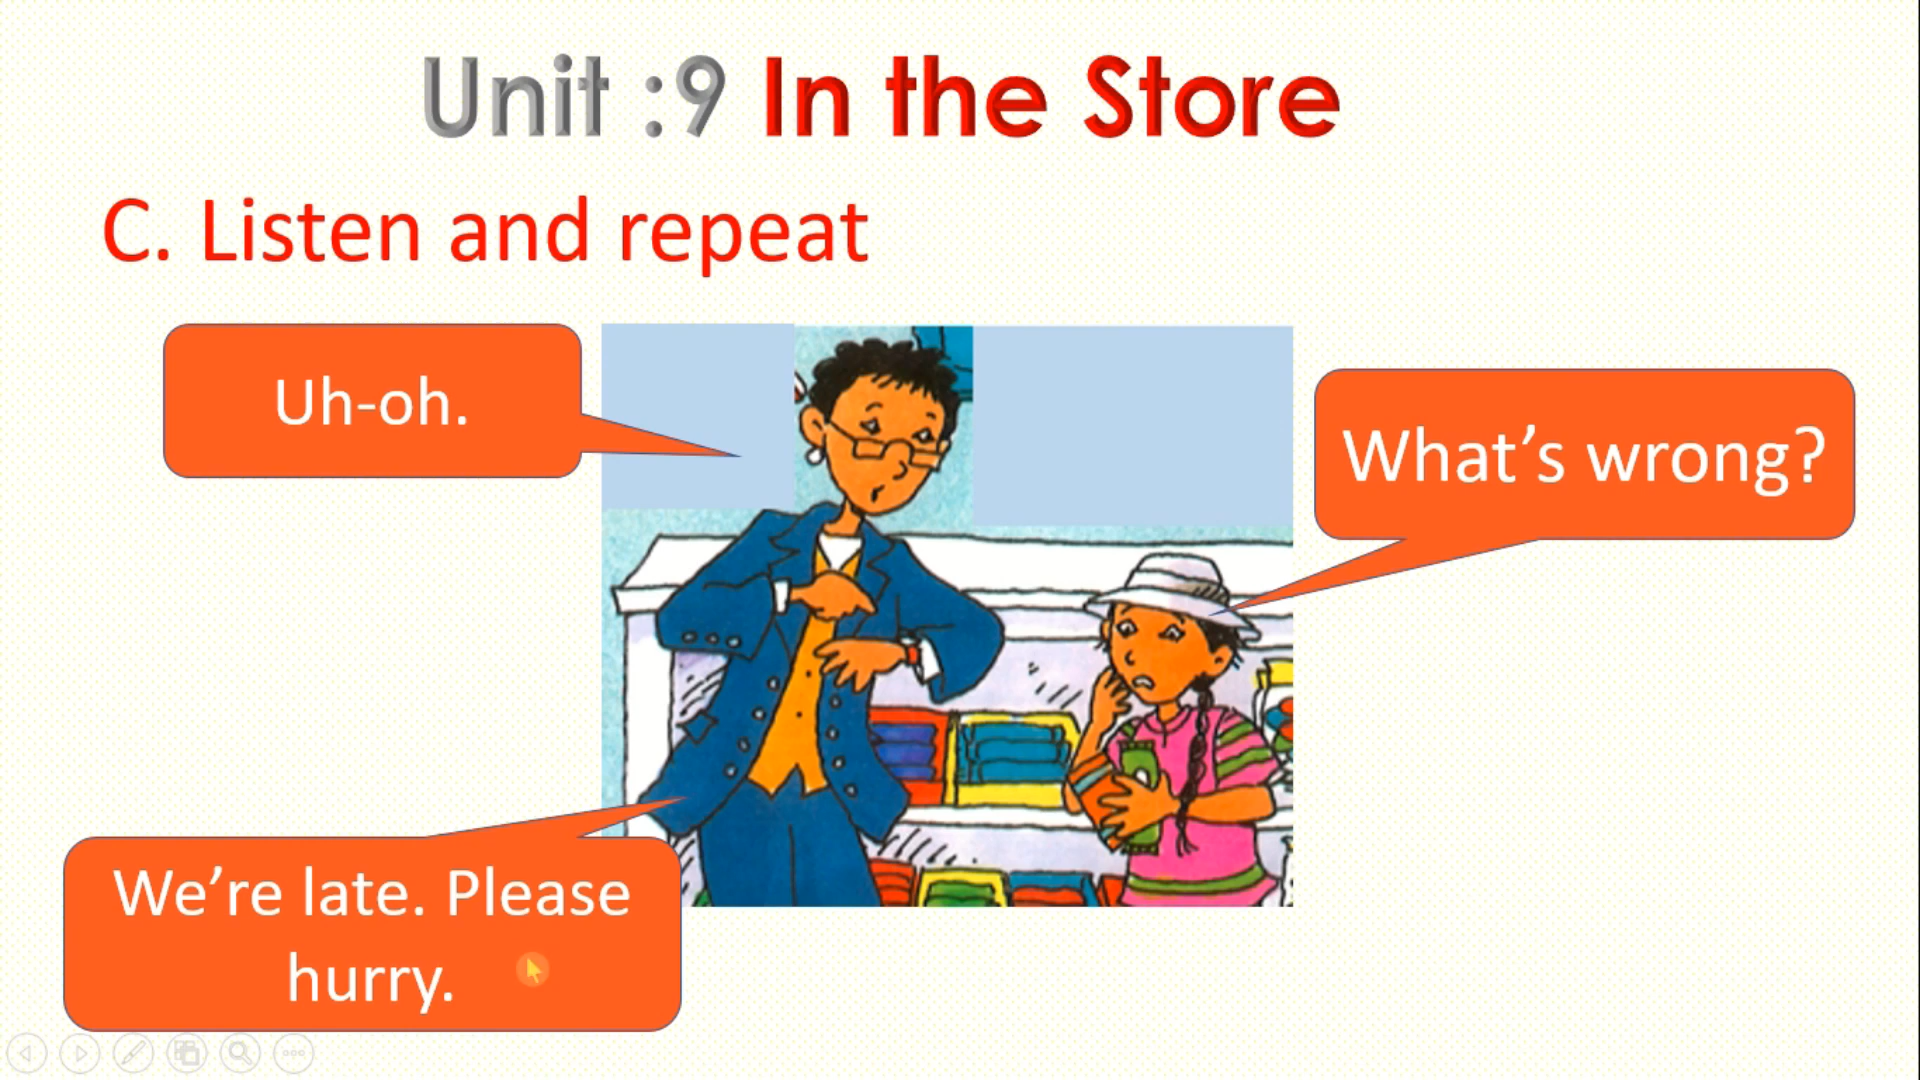 Unit :9 In the Store
C. Listen and repeat
Uh-oh.
What’s wrong?
We’re late. Please
hurry.